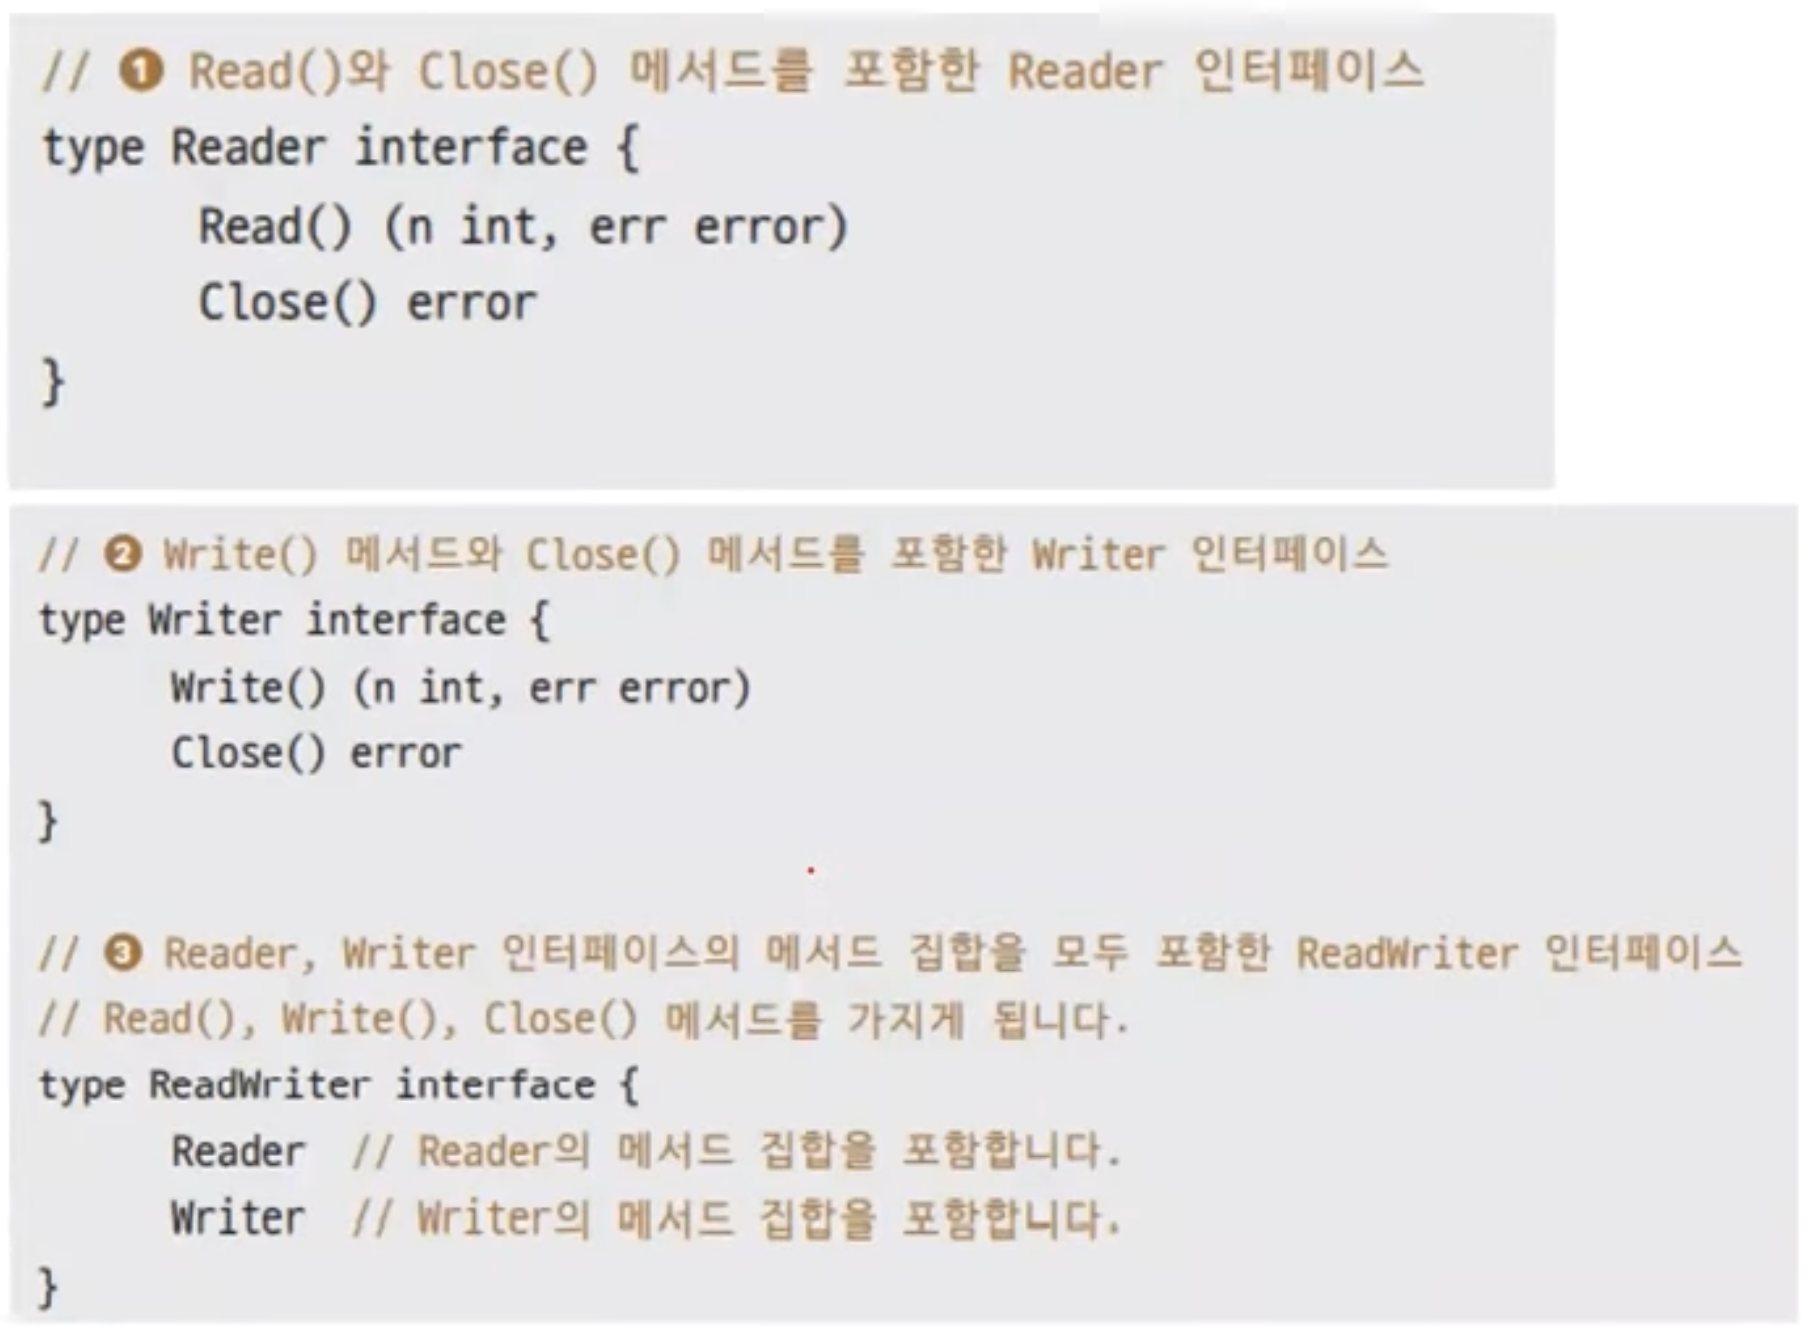 // ❶ Read()와 Close() 메서드를 포함한 Reader 인터페이스
type Reader interface {
Read() (n int, err error)
Close() error
}
// ❷ Write() 메서드와 Close() 메서드를 포함한 Writer 인터페이스
type Writer interface {
Write() (n int, err error)
Close() error
}
// ❸ Reader, Writer 인터페이스의 메서드 집합을 모두 포함한 ReadWriter 인터페이스
// Read(), Write(), Close() 메서드를 가지게 됩니다.
type ReadWriter interface {
Reader // Reader의 메서드 집합을 포함합니다.
Writer // Writer의 메서드 집합을 포함합니다.
}